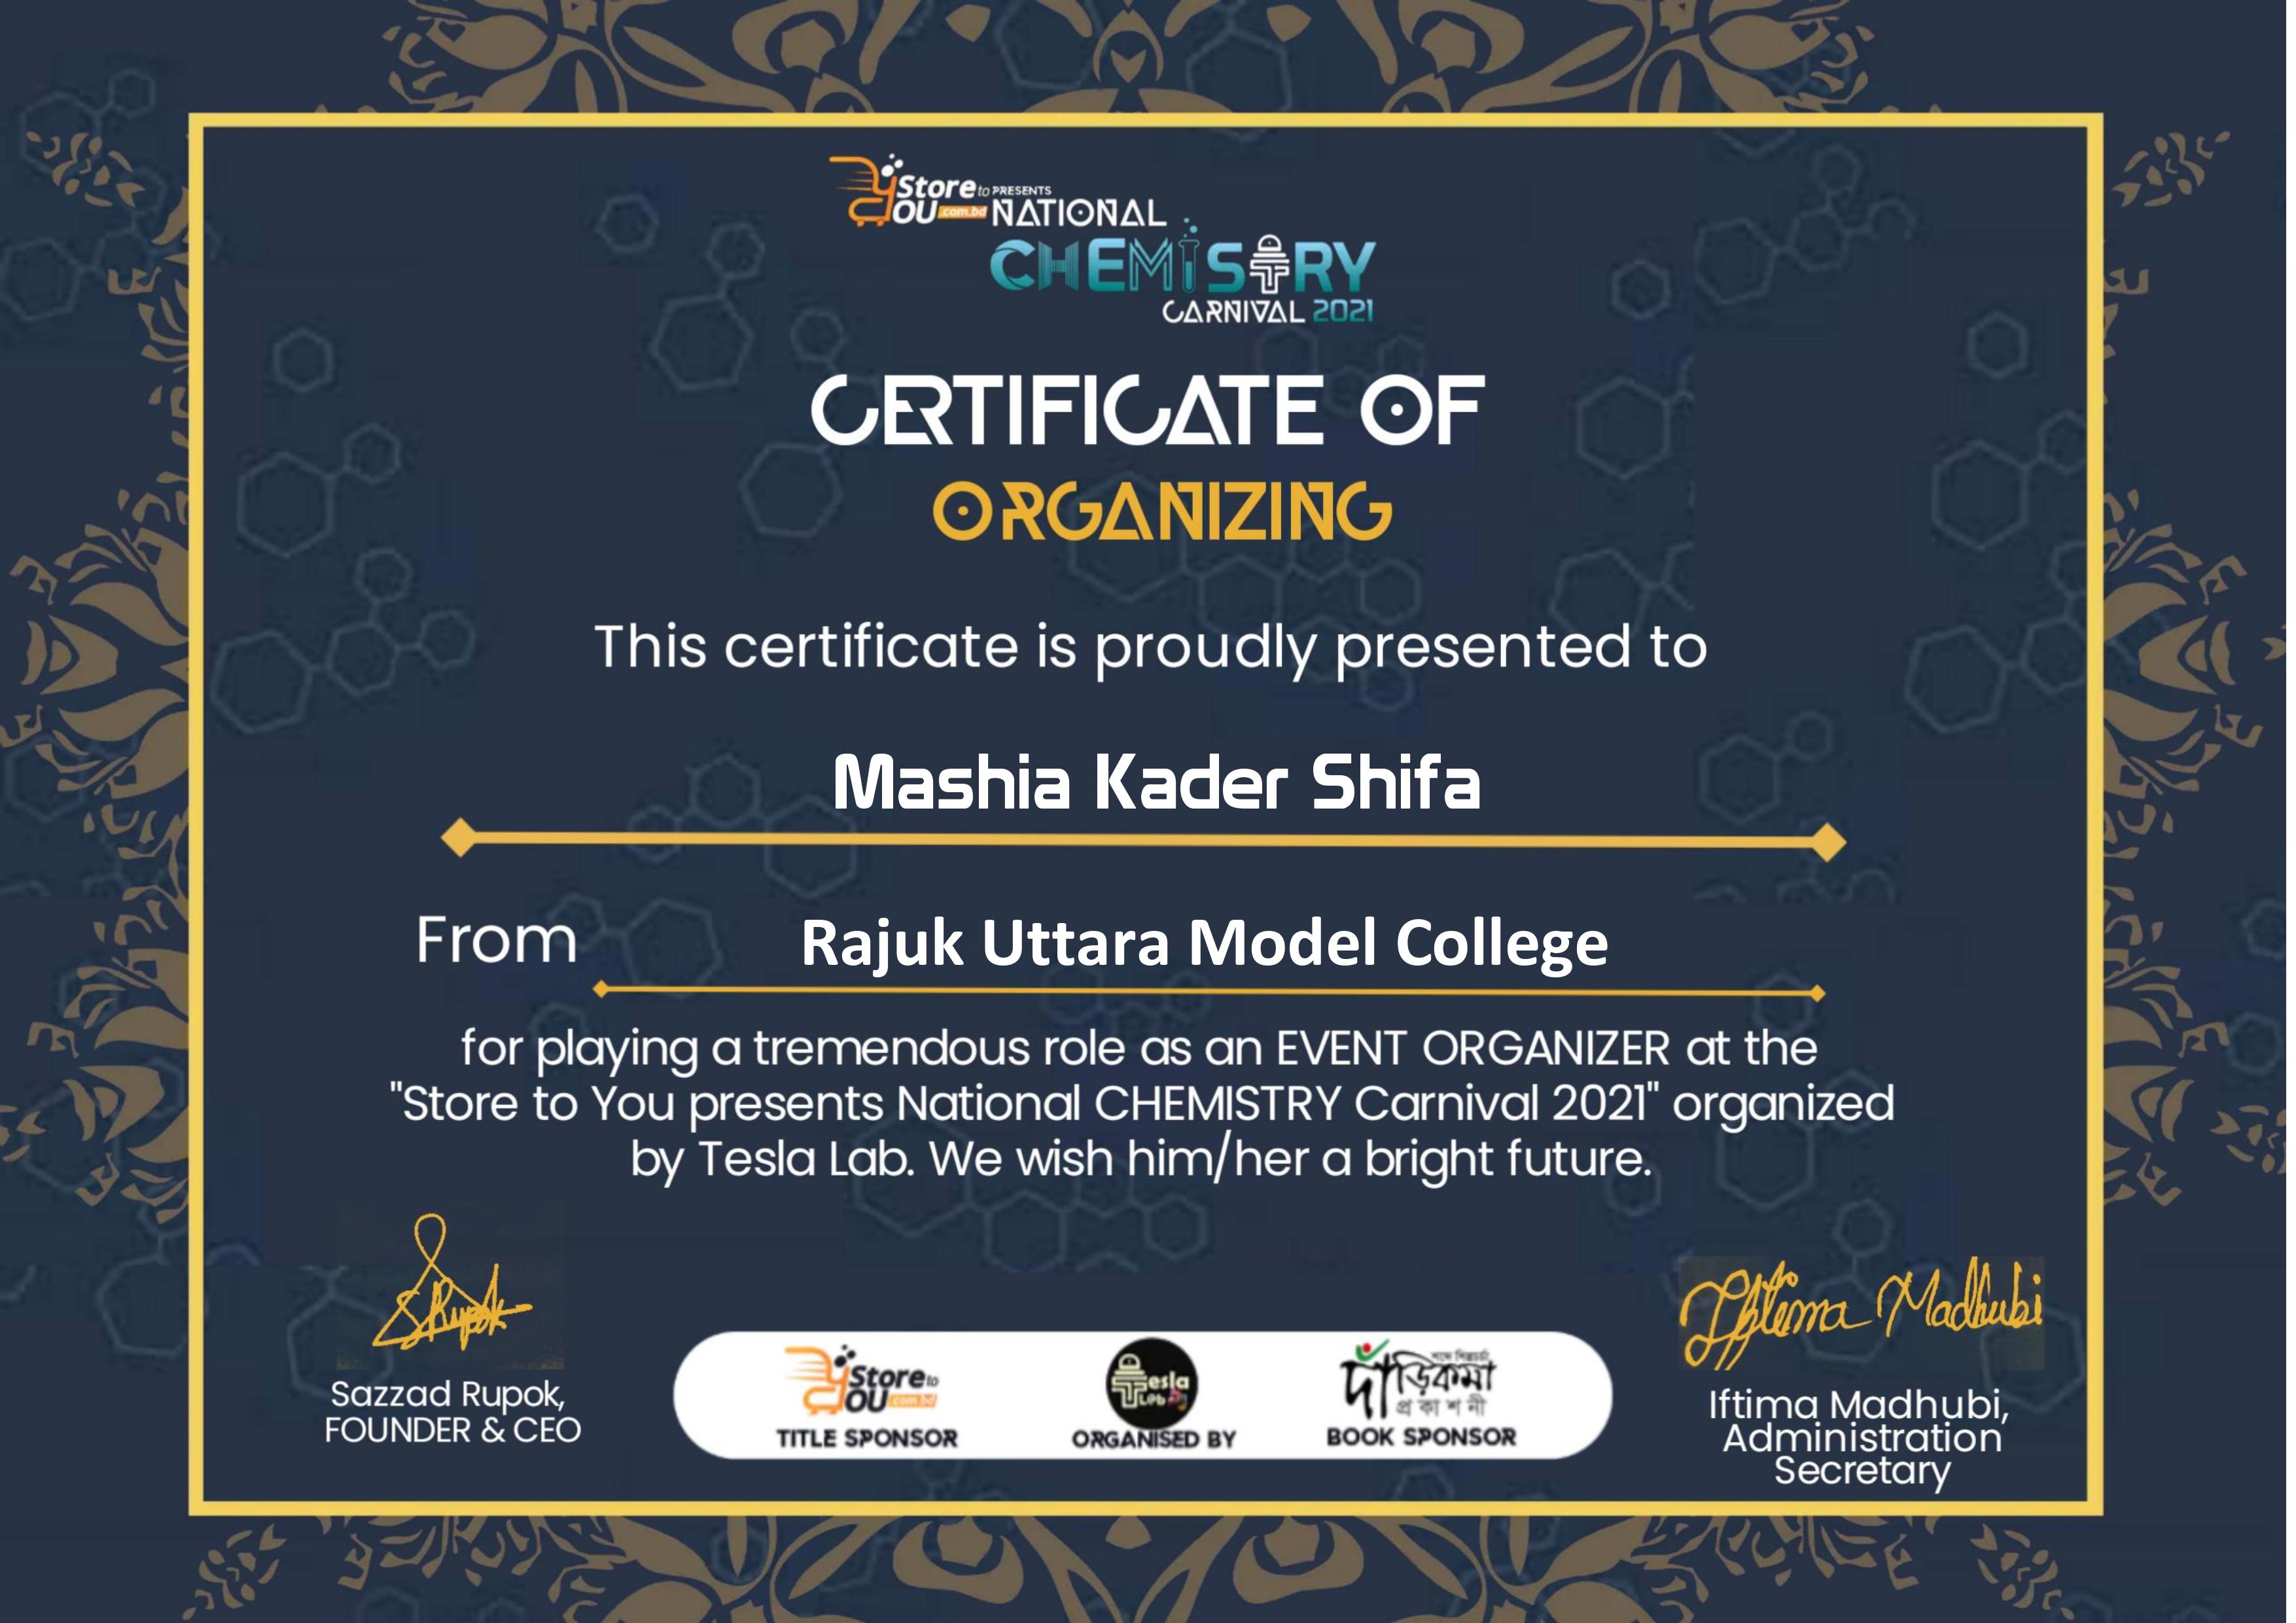 Store to PRESENTS
YOU .com.bd NATIONAL
CHEMISTRY
CARNIVAL 2021
CERTIFICATE OF
ORGANIZING
This certificate is proudly presented to
Mashia Kader Shifa
From Rajuk Uttara Model College
for playing a tremendous role as an EVENT ORGANIZER at the
"Store to You presents National CHEMISTRY Carnival 2021" organized
by Tesla Lab. We wish him/her a bright future.
SRupok
Iftima Madhubi
Sazzad Rupok,
FOUNDER & CEO
Store to
YOU .com.bd
TITLE SPONSOR
Tesla
Lab
ORGANISED BY
দাঁড়িকমা
প্রকাশনী
BOOK SPONSOR
Iftima Madhubi,
Administration
Secretary